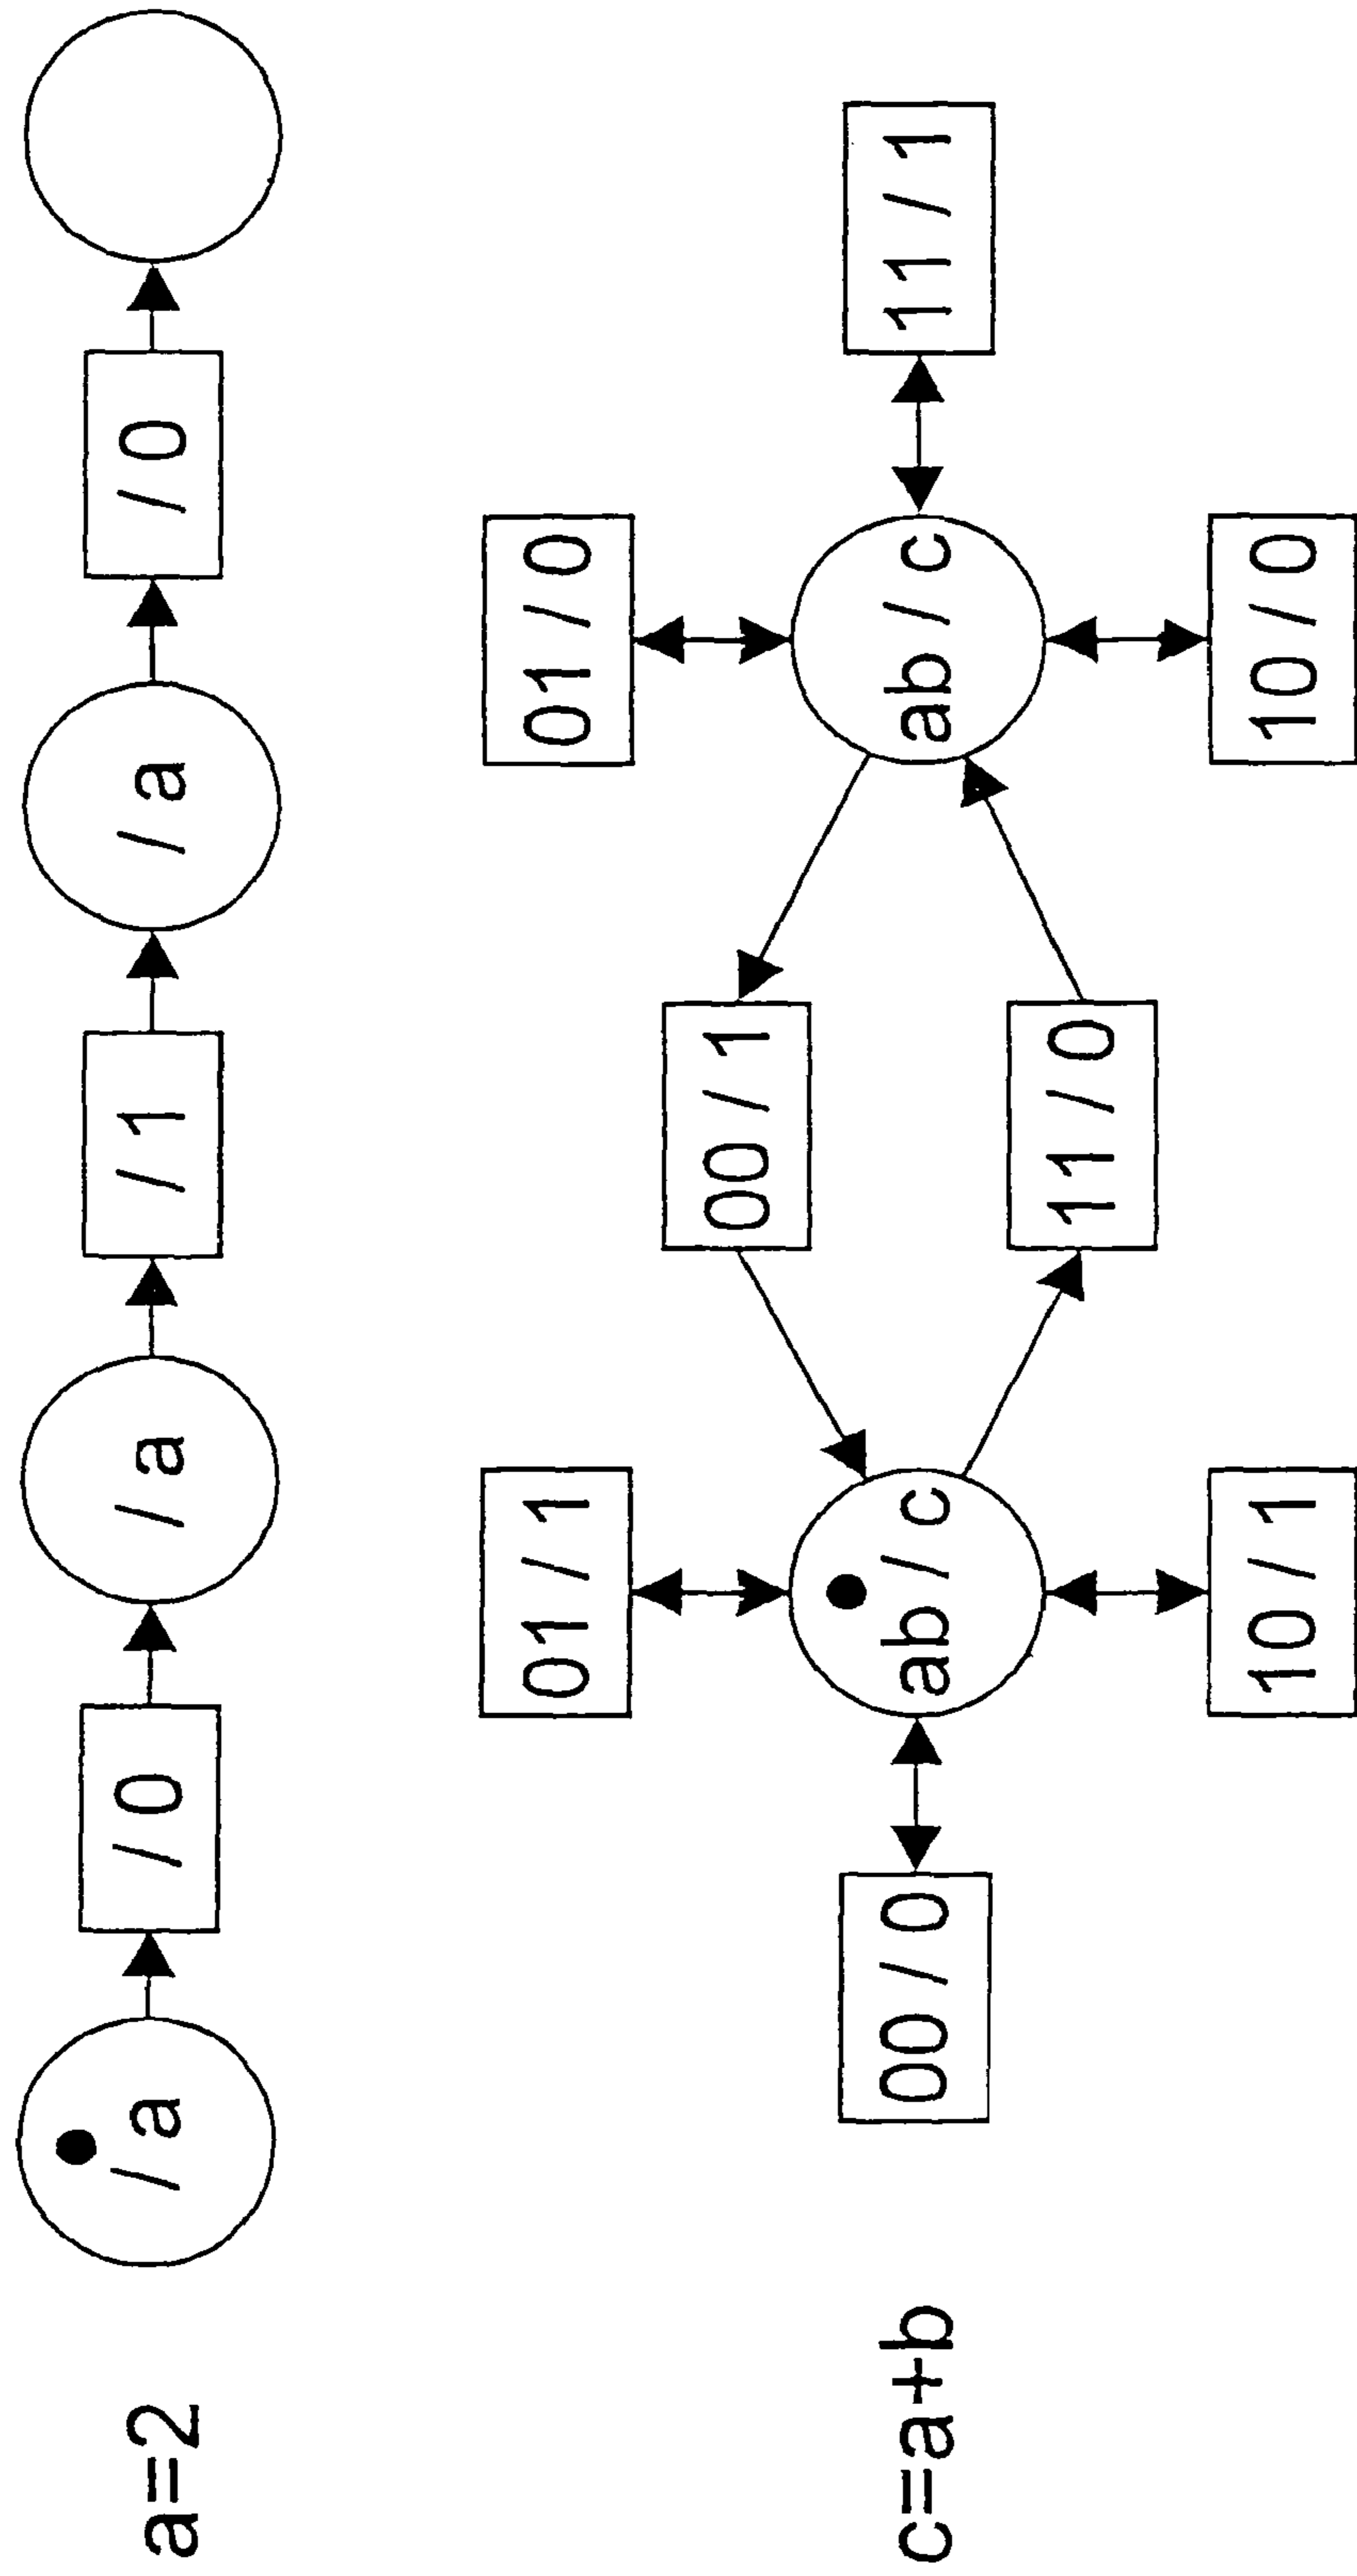 a=2
/ a
/ 0
/ a
/ 1
/ a
/ 0
c=a+b
00 / 0
01 / 1
ab / c
10 / 1
00 / 1
11 / 0
01 / 0
ab / c
10 / 0
11 / 1